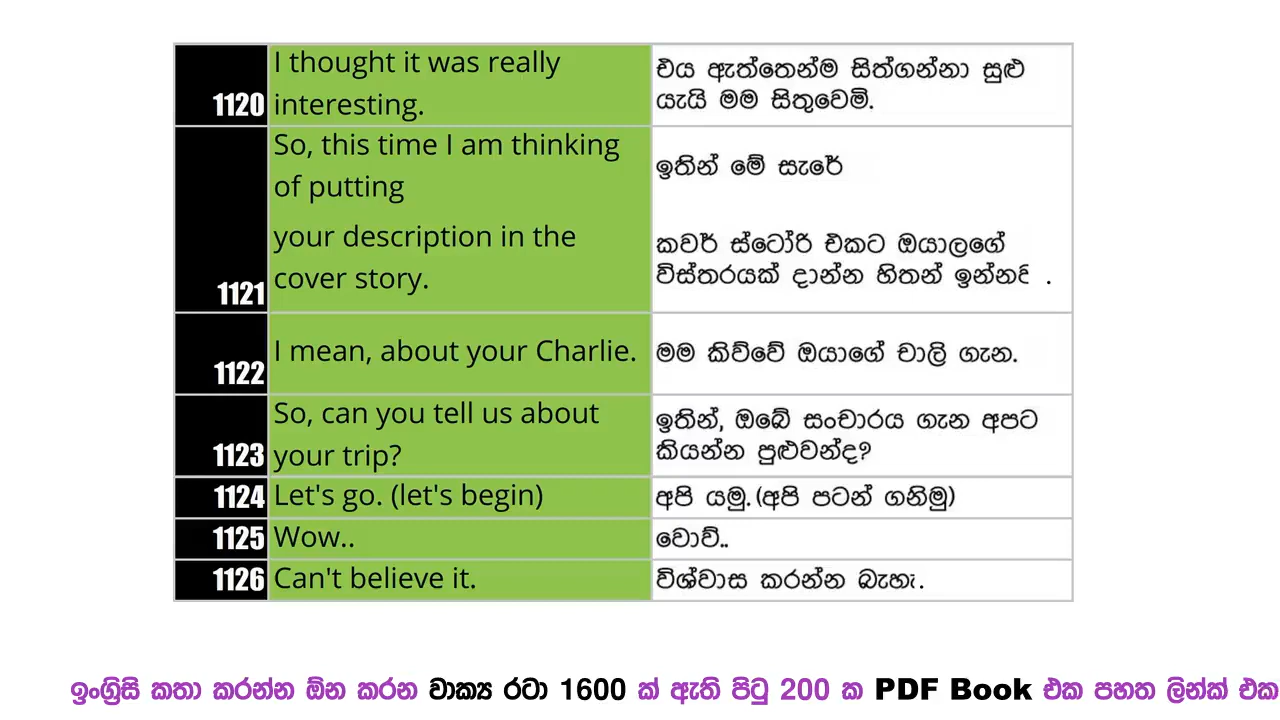 I thought it was really
1120 interesting.
එය ඇත්තෙන්ම සිත්ගන්නා සුළු
යැයි මම සිතුවෙමි.
So, this time I am thinking
of putting
ඉතින් මේ සැරේ
your description in the
1121 cover story.
කවර් ස්ටෝරි එකට ඔයාලගේ
විස්තරයක් දාන්න හිතන් ඉන්නවි .
1122 I mean, about your Charlie.
මම කිව්වේ ඔයාගේ චාලි ගැන.
So, can you tell us about
1123 your trip?
ඉතින්, ඔබේ සංචාරය ගැන අපට
කියන්න පුළුවන්ද?
1124 Let's go. (let's begin)
අපි යමු. (අපි පටන් ගනිමු)
1125 Wow..
වොව්..
1126 Can't believe it.
විශ්වාස කරන්න බැහැ.
ඉංග්‍රිසි කතා කරන්න ඕන කරන වාක්‍ය රටා 1600 ක් ඇති පිටු 200 ක PDF Book එක පහත ලින්ක් එක